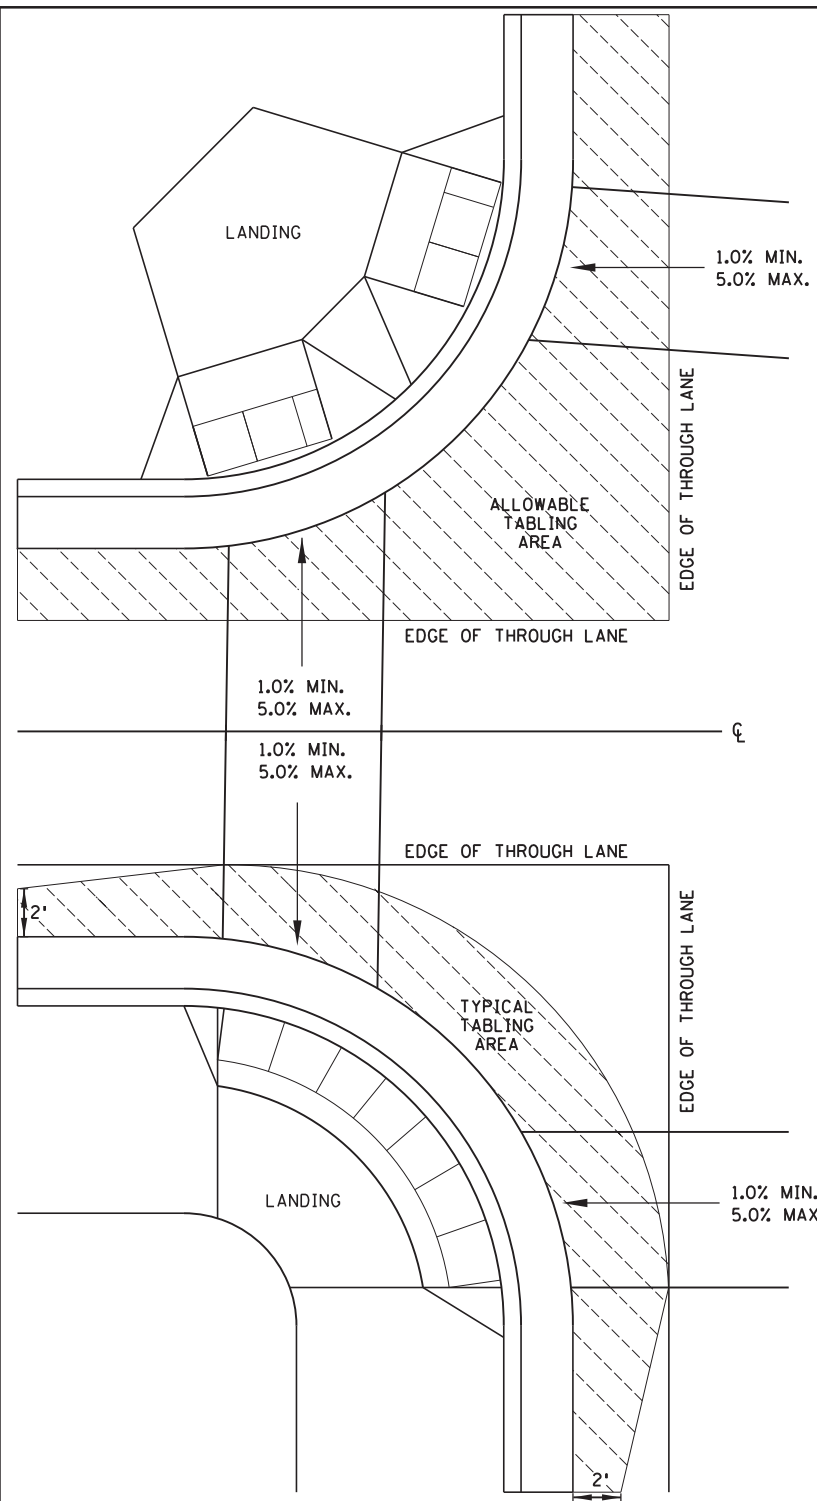 LANDING
1.0% MIN.
5.0% MAX.
EDGE OF THROUGH LANE
ALLOWABLE
TABLING
AREA
EDGE OF THROUGH LANE
1.0% MIN.
5.0% MAX.
℄
1.0% MIN.
5.0% MAX.
EDGE OF THROUGH LANE
2'
EDGE OF THROUGH LANE
TYPICAL
TABLING
AREA
LANDING
1.0% MIN.
5.0% MAX
2'